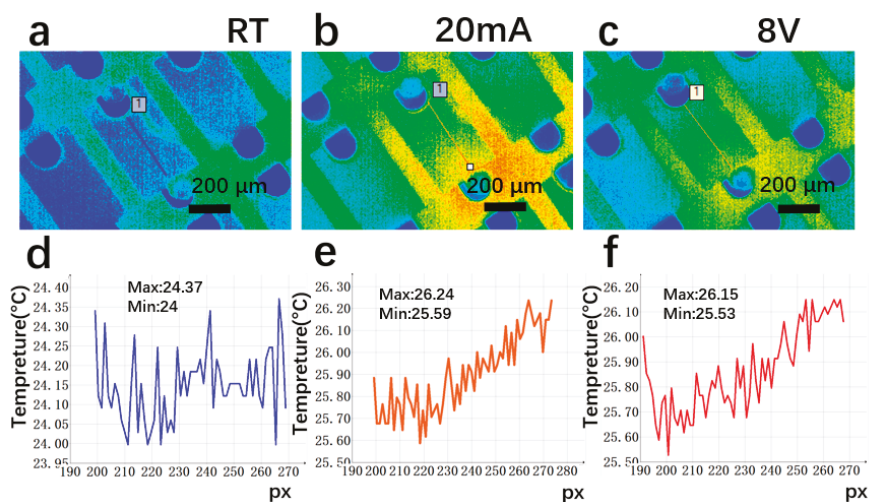 a RT
b 20mA
c 8V
1
1
1
200 μm
200 μm
200 μm
d
e
f
Tempreture(°C)
24. 40
24. 35
24. 30
24. 25
24. 20
24. 15
24. 10
24. 05
24. 00
23. 95
Max:24.37
Min:24
190 200 210 220 230 240 250 260 270
px
Tempreture(°C)
26. 30
26. 20
26. 10
26. 00
25. 90
25. 80
25. 70
25. 60
25. 50
Max:26.24
Min:25.59
190 200 210 220 230 240 250 260 270 280
px
Tempreture(°C)
26. 20
26. 10
26. 00
25. 90
25. 80
25. 70
25. 60
25. 50
Max:26.15
Min:25.53
190 200 210 220 230 240 250 260 270
px